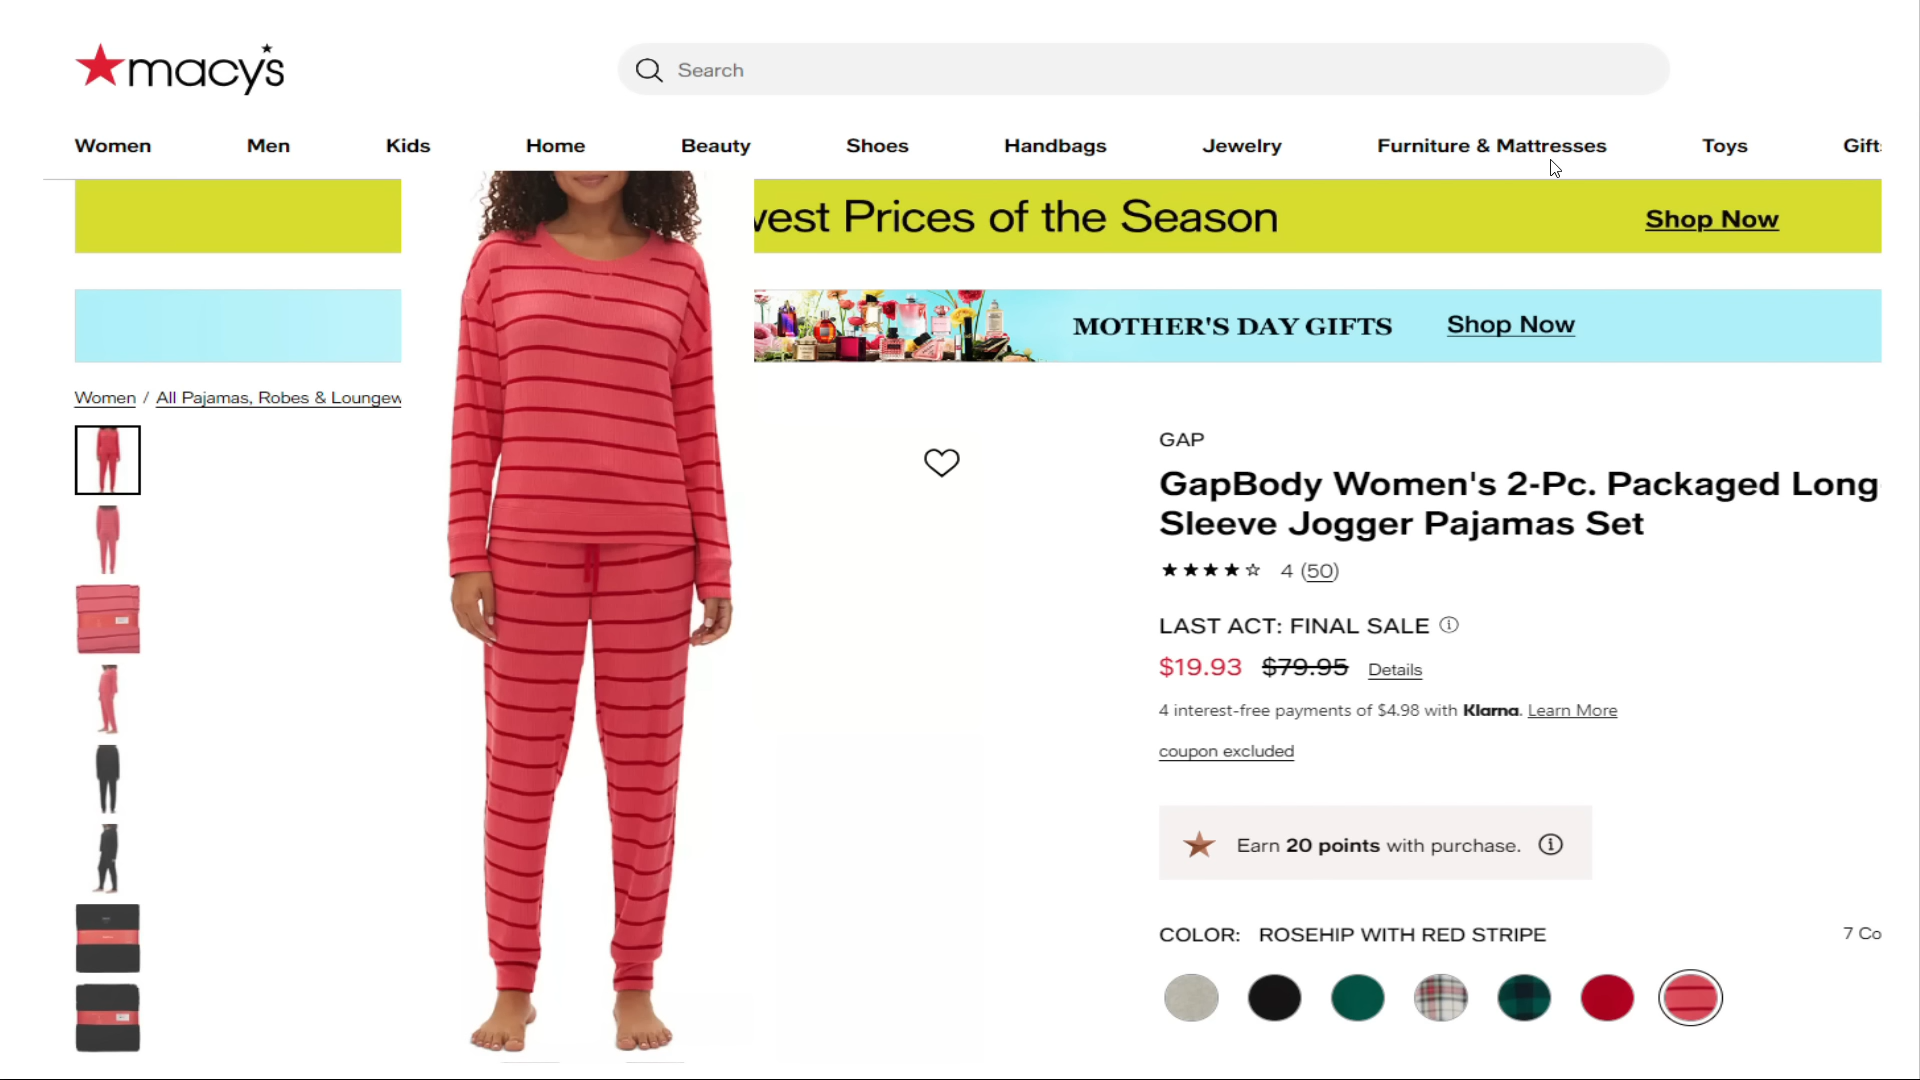 macy's
Search
Women Men Kids Home Beauty Shoes Handbags Jewelry Furniture & Mattresses Toys
Prices of the Season Shop Now
MOTHER'S DAY GIFTS Shop Now
Women / All Pajamas, Robes &
GAP
GapBody Women's 2-Pc. Packaged Long
Sleeve Jogger Pajamas Set
4 (50)
LAST ACT: FINAL SALE
$19.93 $79.95 Details
4 interest-free payments of $4.98 with Klarna. Learn More
coupon excluded
Earn 20 points with purchase.
COLOR: ROSEHIP WITH RED STRIPE 7